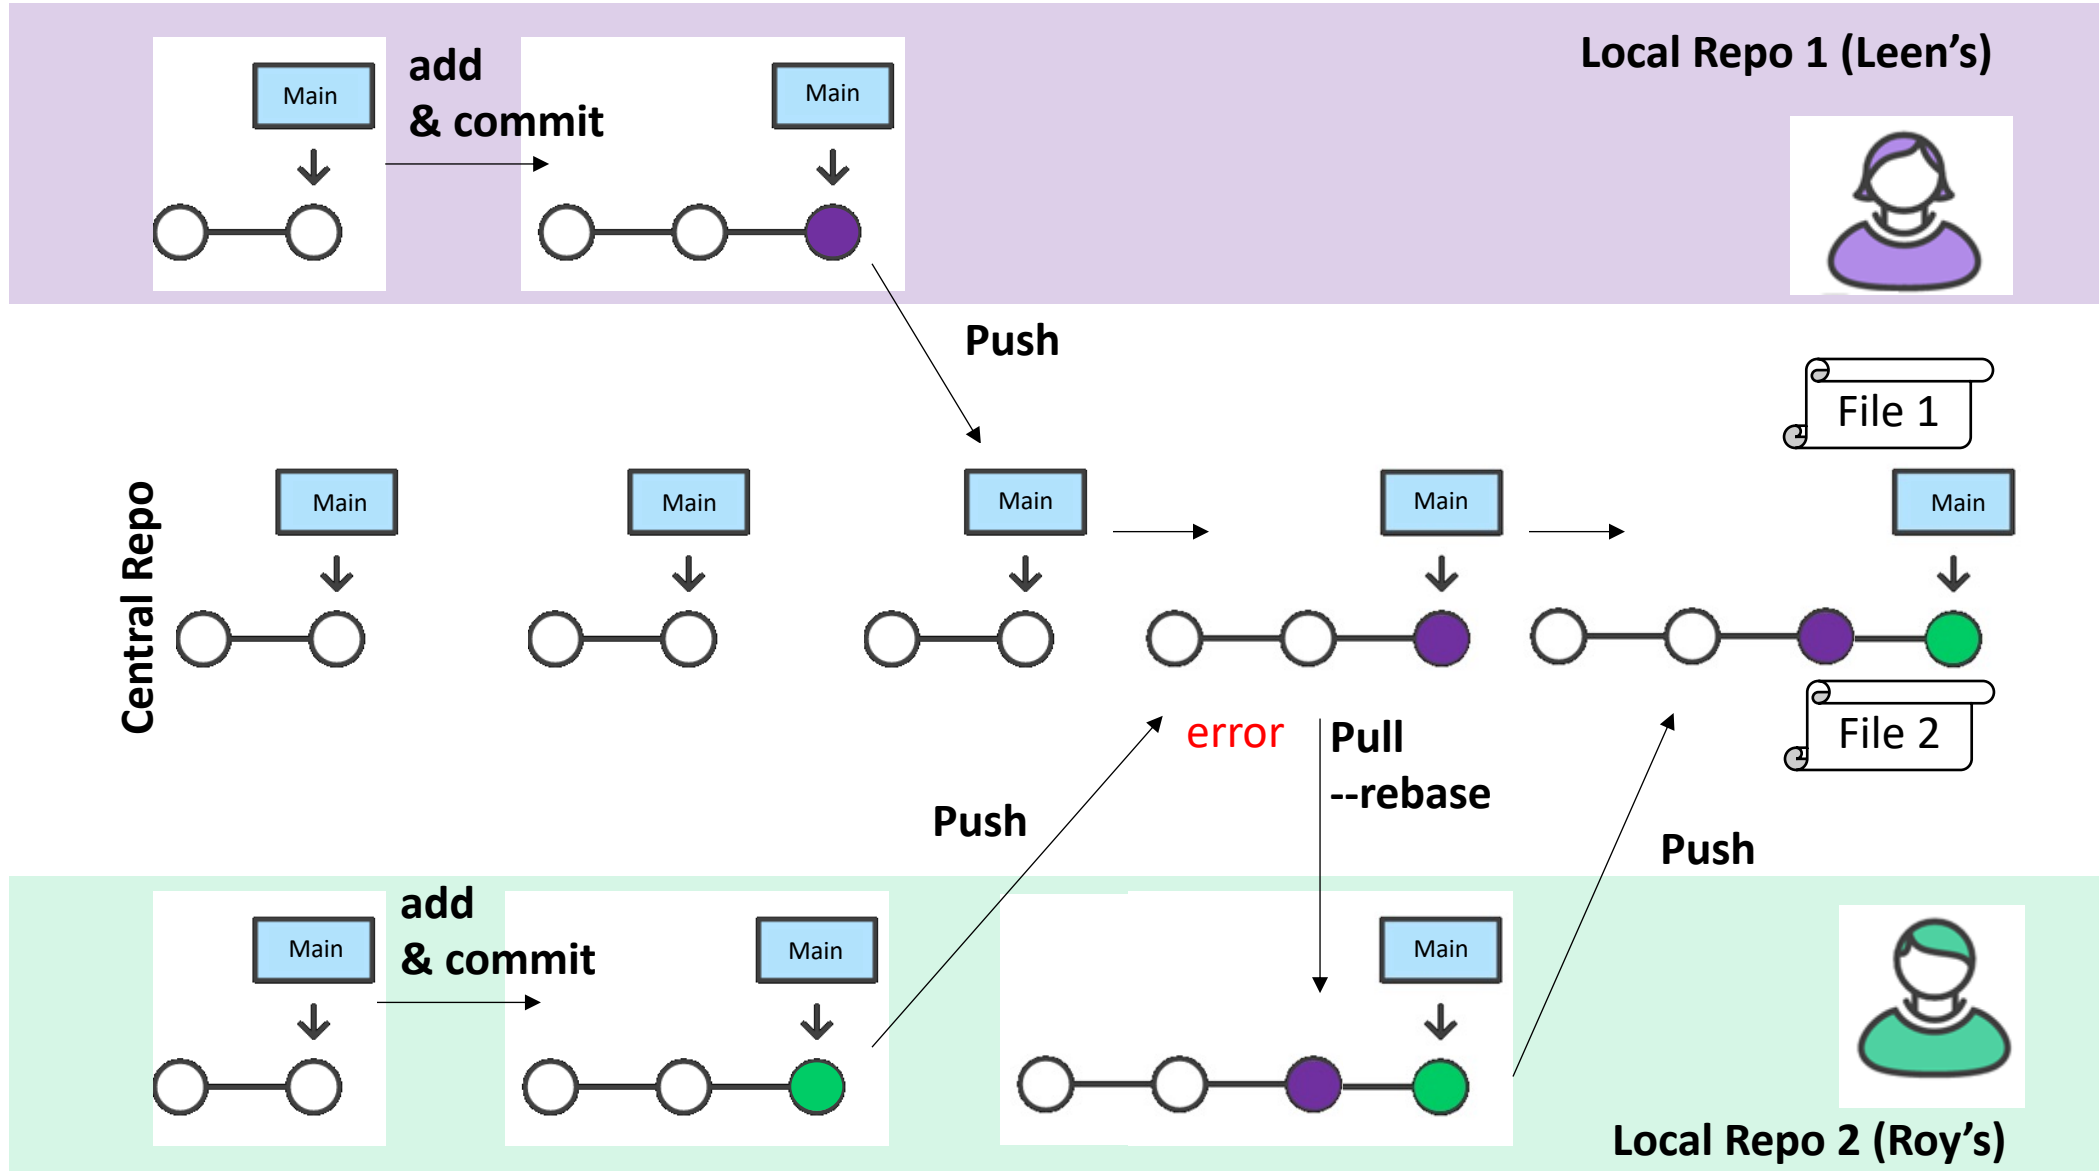 Local Repo 1 (Leen’s)
Main
add
& commit
Main
Push
File 1
Central Repo
Main
Main
Main
Main
Main
error
Pull
--rebase
File 2
Push
Push
Main
add
& commit
Main
Main
Local Repo 2 (Roy’s)